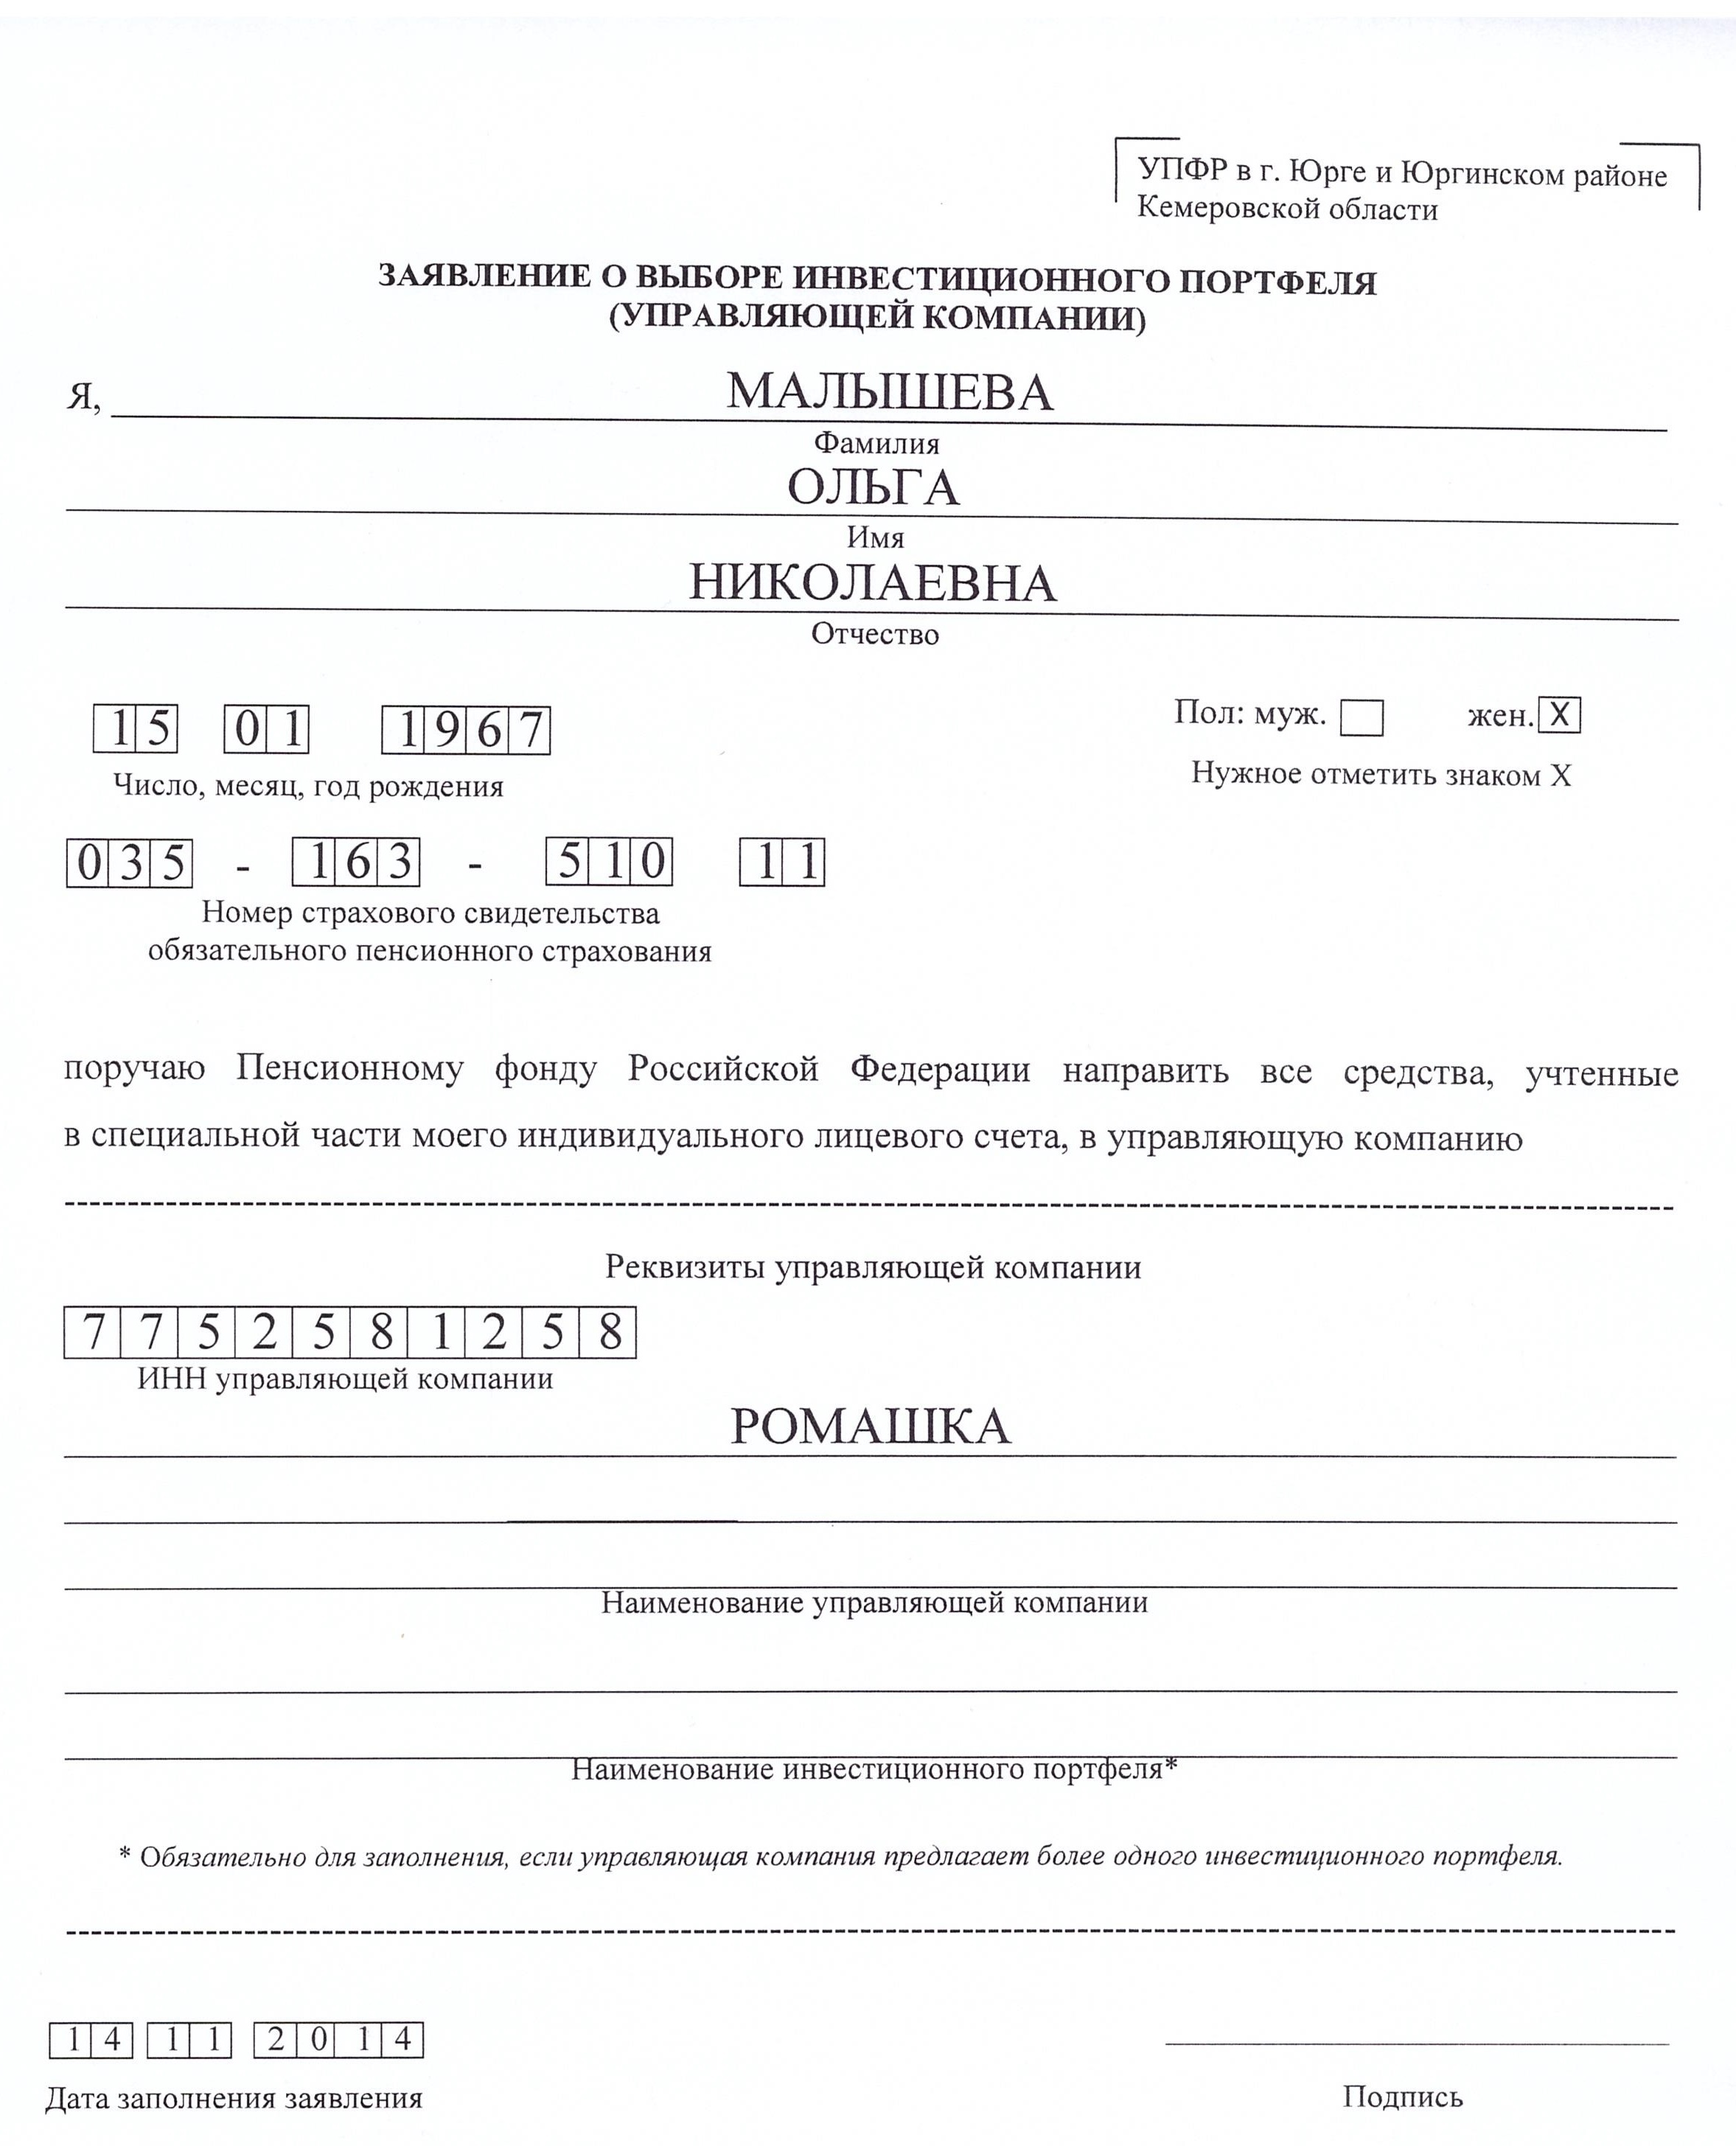 УПФР в г. Юрге и Юргинском районе
Кемеровской области
ЗАЯВЛЕНИЕ О ВЫБОРЕ ИНВЕСТИЦИОННОГО ПОРТФЕЛЯ
(УПРАВЛЯЮЩЕЙ КОМПАНИИ)
Я, МАЛЫШЕВА
Фамилия
ОЛЬГА
Имя
НИКОЛАЕВНА
Отчество
15 01 1967 Пол: муж. жен. X
Число, месяц, год рождения Нужное отметить знаком X
035 - 163 - 510 11
Номер страхового свидетельства
обязательного пенсионного страхования
поручаю Пенсионному фонду Российской Федерации направить все средства, учтенные
в специальной части моего индивидуального лицевого счета, в управляющую компанию
Реквизиты управляющей компании
7725581258
ИНН управляющей компании
РОМАШКА
Наименование управляющей компании
Наименование инвестиционного портфеля*
* Обязательно для заполнения, если управляющая компания предлагает более одного инвестиционного портфеля.
14 11 2014
Дата заполнения заявления Подпись